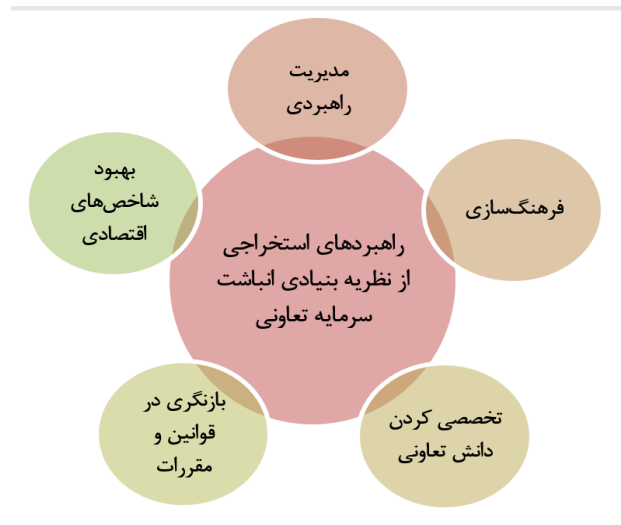 مدیریت
راهبردی
فرهنگ‌سازی
تخصصی کردن
دانش تعاونی
بازنگری در
قوانین و
مقررات
بهبود
شاخص‌های
اقتصادی
راهبردهای استخراجی
از نظریه بنیادی انباشت
سرمایه تعاونی